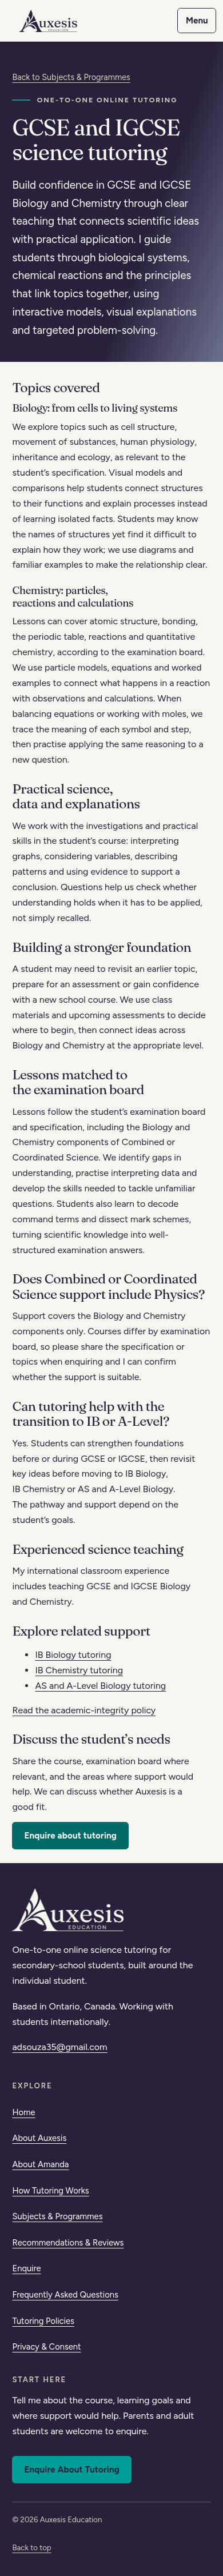 Auxesis
EDUCATION
Menu
Back to Subjects & Programmes
ONE-TO-ONE ONLINE TUTORING
GCSE and IGCSE
science tutoring
Build confidence in GCSE and IGCSE
Biology and Chemistry through clear
teaching that connects scientific ideas
with practical application. I guide
students through biological systems,
chemical reactions and the principles
that link topics together, using
interactive models, visual explanations
and targeted problem-solving.
Topics covered
Biology: from cells to living systems
We explore topics such as cell structure,
movement of substances, human physiology,
inheritance and ecology, as relevant to the
student's specification. Visual models and
comparisons help students connect structures
to their functions and explain processes instead
of learning isolated facts. Students may know
the names of structures yet find it difficult to
explain how they work; we use diagrams and
familiar examples to make the relationship clear.
Chemistry: particles,
reactions and calculations
Lessons can cover atomic structure, bonding,
the periodic table, reactions and quantitative
chemistry, according to the examination board.
We use particle models, equations and worked
examples to connect what happens in a reaction
with observations and calculations. When
balancing equations or working with moles, we
trace the meaning of each symbol and step,
then practise applying the same reasoning to a
new question.
Practical science,
data and explanations
We work with the investigations and practical
skills in the student's course: interpreting
graphs, considering variables, describing
patterns and using evidence to support a
conclusion. Questions help us check whether
understanding holds when it has to be applied,
not simply recalled.
Building a stronger foundation
A student may need to revisit an earlier topic,
prepare for an assessment or gain confidence
with a new school course. We use class
materials and upcoming assessments to decide
where to begin, then connect ideas across
Biology and Chemistry at the appropriate level.
Lessons matched to
the examination board
Lessons follow the student's examination board
and specification, including the Biology and
Chemistry components of Combined or
Coordinated Science. We identify gaps in
understanding, practise interpreting data and
develop the skills needed to tackle unfamiliar
questions. Students also learn to decode
command terms and dissect mark schemes,
turning scientific knowledge into well-
structured examination answers.
Does Combined or Coordinated
Science support include Physics?
Support covers the Biology and Chemistry
components only. Courses differ by examination
board, so please share the specification or
topics when enquiring and I can confirm
whether the support is suitable.
Can tutoring help with the
transition to IB or A-Level?
Yes. Students can strengthen foundations
before or during GCSE or IGCSE, then revisit
key ideas before moving to IB Biology,
IB Chemistry or AS and A-Level Biology.
The pathway and support depend on the
student's goals.
Experienced science teaching
My international classroom experience
includes teaching GCSE and IGCSE Biology
and Chemistry.
Explore related support
IB Biology tutoring
IB Chemistry tutoring
AS and A-Level Biology tutoring
Read the academic-integrity policy
Discuss the student's needs
Share the course, examination board where
relevant, and the areas where support would
help. We can discuss whether Auxesis is a
good fit.
Enquire about tutoring
Auxesis
EDUCATION
One-to-one online science tutoring for
secondary-school students, built around the
individual student.
Based in Ontario, Canada. Working with
students internationally.
adsouza35@gmail.com
EXPLORE
Home
About Auxesis
About Amanda
How Tutoring Works
Subjects & Programmes
Recommendations & Reviews
Enquire
Frequently Asked Questions
Tutoring Policies
Privacy & Consent
START HERE
Tell me about the course, learning goals and
where support would help. Parents and adult
students are welcome to enquire.
Enquire About Tutoring
© 2026 Auxesis Education
Back to top